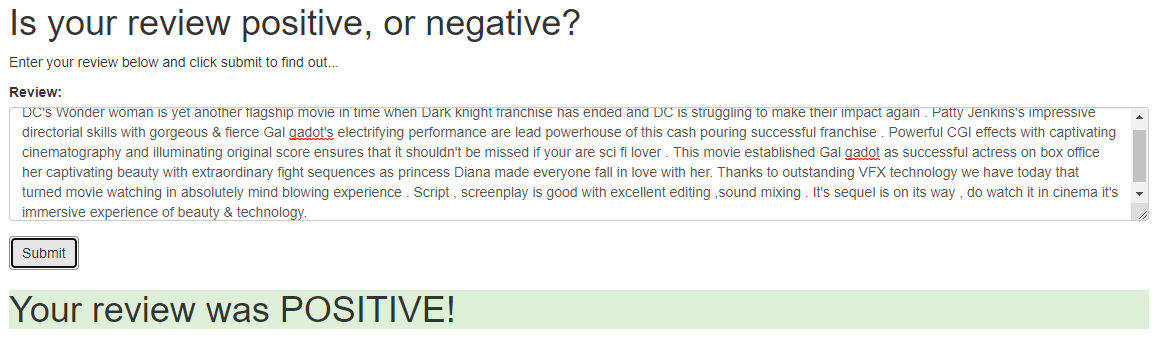 Is your review positive, or negative?
Enter your review below and click submit to find out...
Review:
DC's Wonder woman is yet another flagship movie in time when Dark knight franchise has ended and DC is struggling to make their impact again . Patty Jenkins's impressive
directorial skills with gorgeous & fierce Gal gadot's electrifying performance are lead powerhouse of this cash pouring successful franchise . Powerful CGI effects with captivating
cinematography and illuminating original score ensures that it shouldn't be missed if your are sci fi lover . This movie established Gal gadot as successful actress on box office
her captivating beauty with extraordinary fight sequences as princess Diana made everyone fall in love with her. Thanks to outstanding VFX technology we have today that
turned movie watching in absolutely mind blowing experience . Script , screenplay is good with excellent editing ,sound mixing . It's sequel is on its way , do watch it in cinema it's
immersive experience of beauty & technology.
Submit
Your review was POSITIVE!